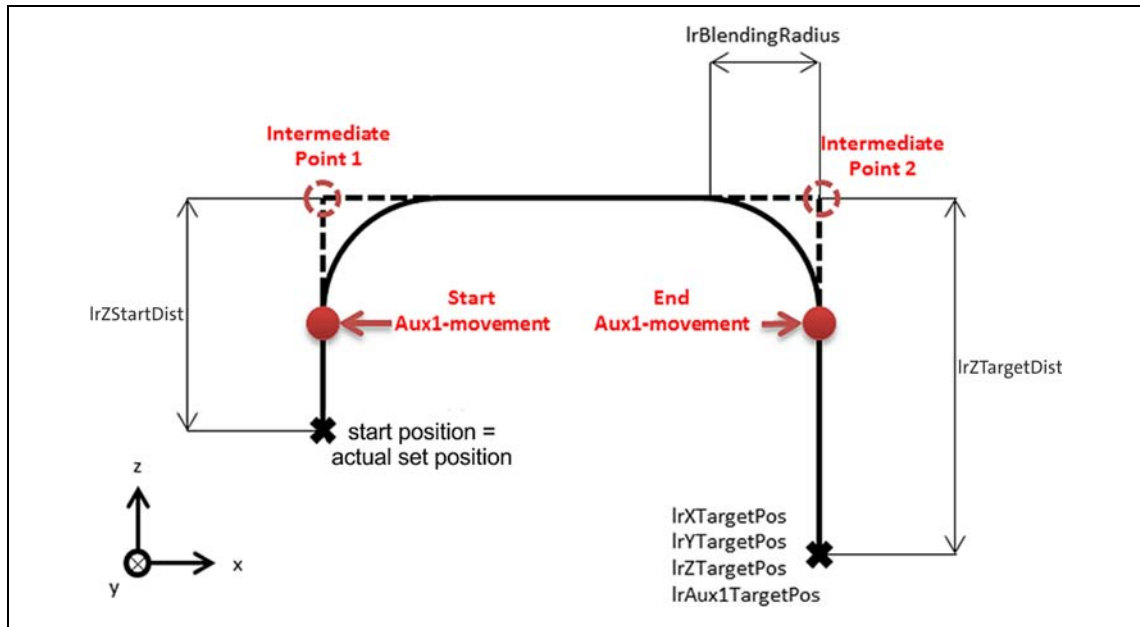 lrBlendingRadius
Intermediate
Point 1
Intermediate
Point 2
lrZStartDist
Start
Aux1-movement
End
Aux1-movement
lrZTargetDist
start position =
actual set position
z
x
y
lrXTargetPos
lrYTargetPos
lrZTargetPos
lrAux1TargetPos